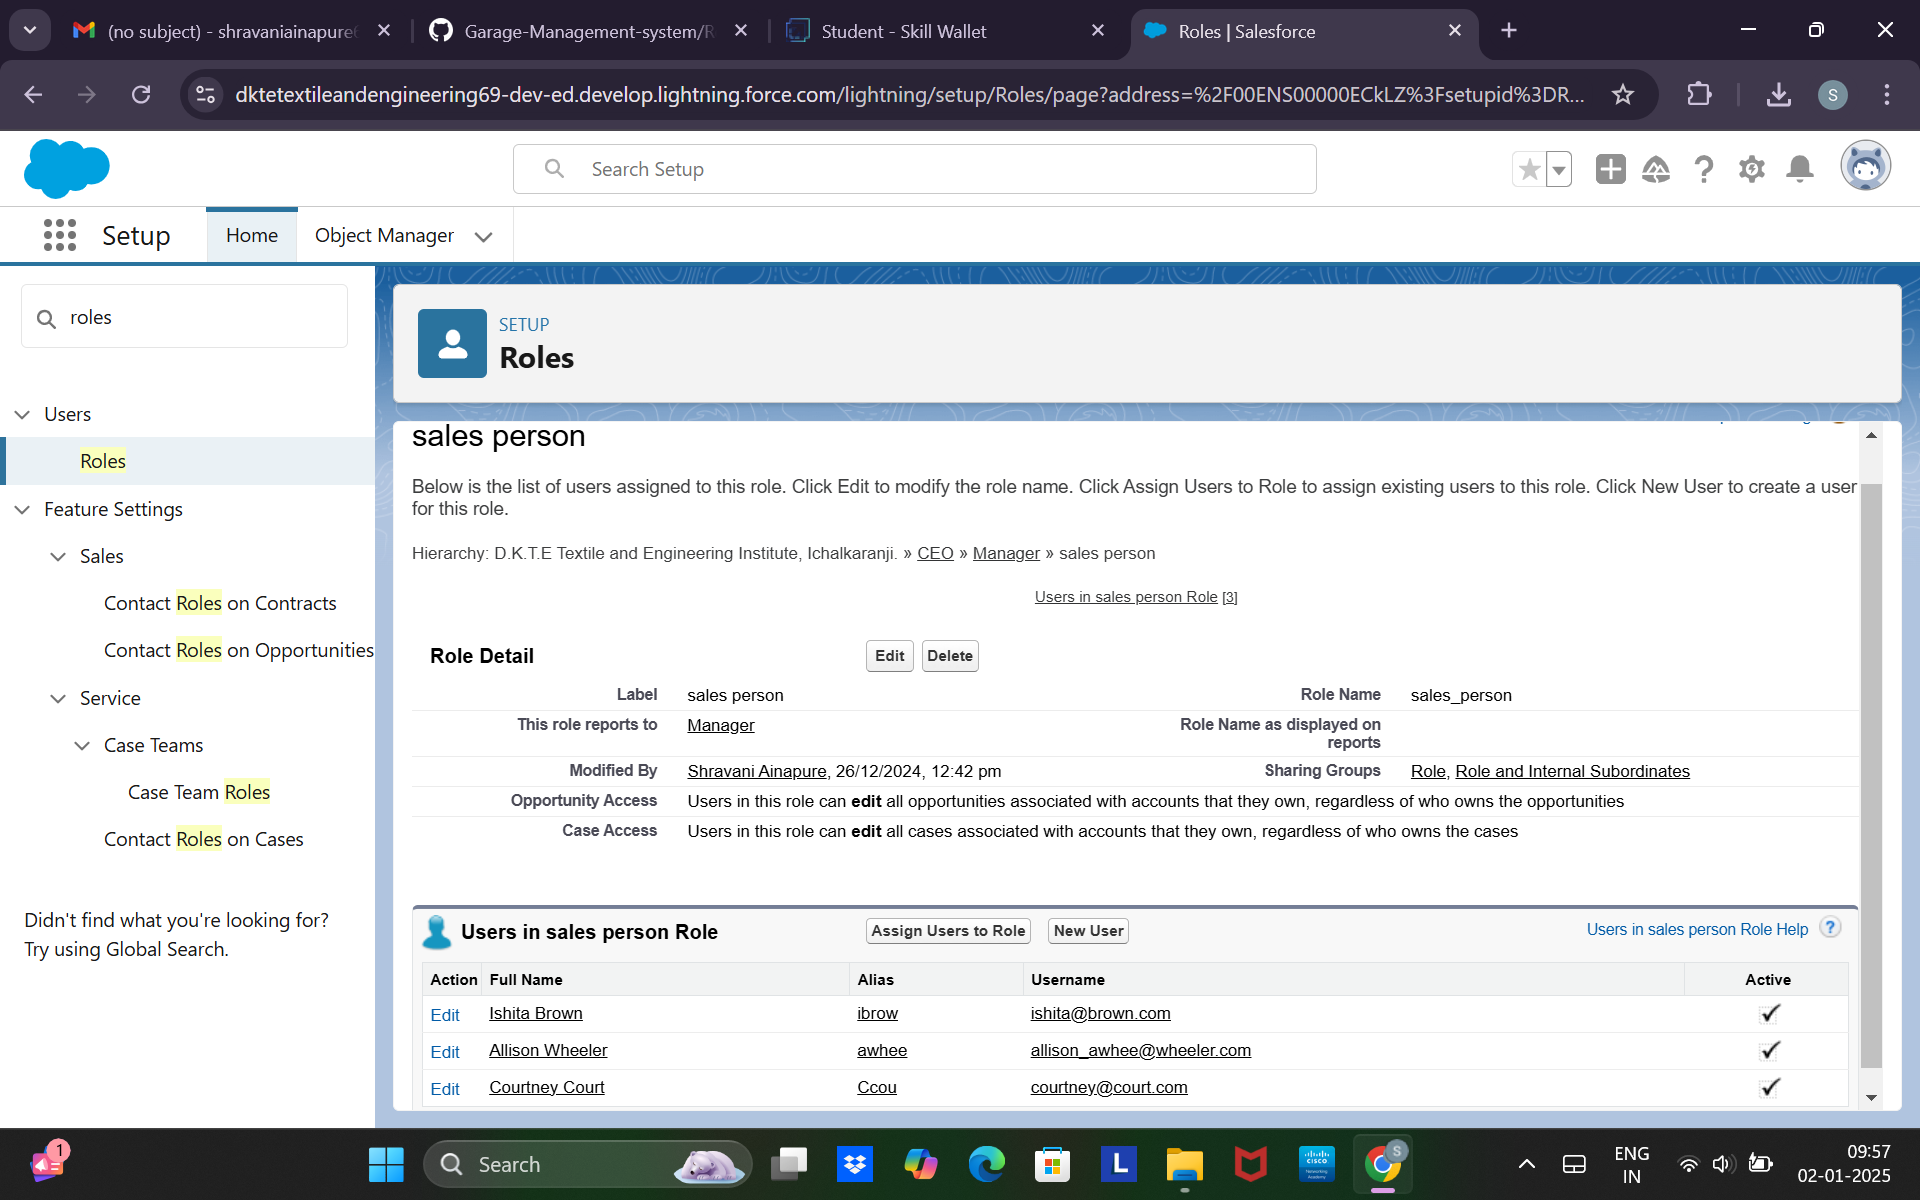 (no subject) - shravaniainapure6
Garage-Management-system/R
Student - Skill Wallet
Roles | Salesforce
dktetextileandengineering69-dev-ed.develop.lightning.force.com/lightning/setup/Roles/page?address=%2F00ENS00000ECkLZ%3Fsetupid%3DR...
S
Search Setup
Setup
Home
Object Manager
roles
Users
Roles
Feature Settings
Sales
Contact Roles on Contracts
Contact Roles on Opportunities
Service
Case Teams
Case Team Roles
Contact Roles on Cases
Didn't find what you're looking for?
Try using Global Search.
SETUP
Roles
sales person
Below is the list of users assigned to this role. Click Edit to modify the role name. Click Assign Users to Role to assign existing users to this role. Click New User to create a user
for this role.
Hierarchy: D.K.T.E Textile and Engineering Institute, Ichalkaranji. » CEO » Manager » sales person
Users in sales person Role [3]
Role Detail
Edit
Delete
Label
sales person
Role Name
sales_person
This role reports to
Manager
Role Name as displayed on
reports
Modified By
Shravani Ainapure, 26/12/2024, 12:42 pm
Sharing Groups
Role, Role and Internal Subordinates
Opportunity Access
Users in this role can edit all opportunities associated with accounts that they own, regardless of who owns the opportunities
Case Access
Users in this role can edit all cases associated with accounts that they own, regardless of who owns the cases
Users in sales person Role
Assign Users to Role
New User
Users in sales person Role Help
?
Action Full Name Alias Username Active
Edit Ishita Brown ibrow ishita@brown.com
Edit Allison Wheeler awhee allison_awhee@wheeler.com
Edit Courtney Court Ccou courtney@court.com
1
Search
L
CISCO
S
ENG
IN
09:57
02-01-2025